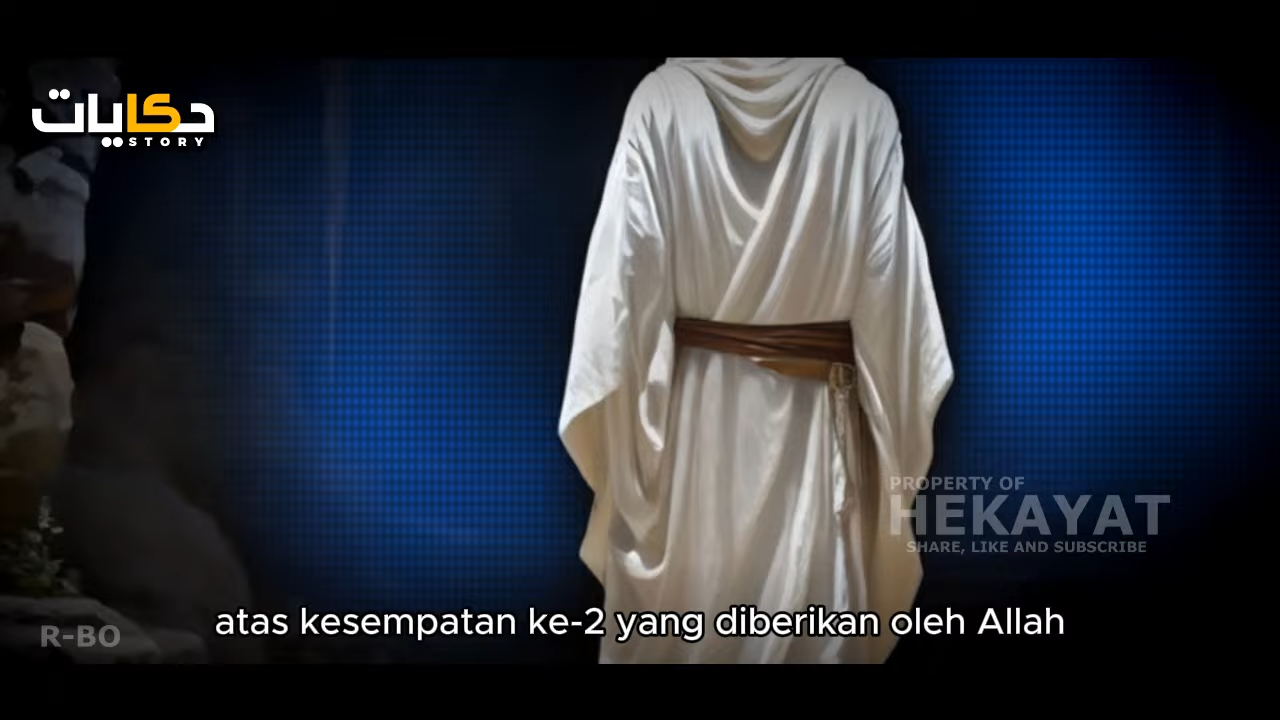 حكايات
STORY
PROPERTY OF
HEKAYAT
SHARE, LIKE AND SUBSCRIBE
R-BO
atas kesempatan ke-2 yang diberikan oleh Allah